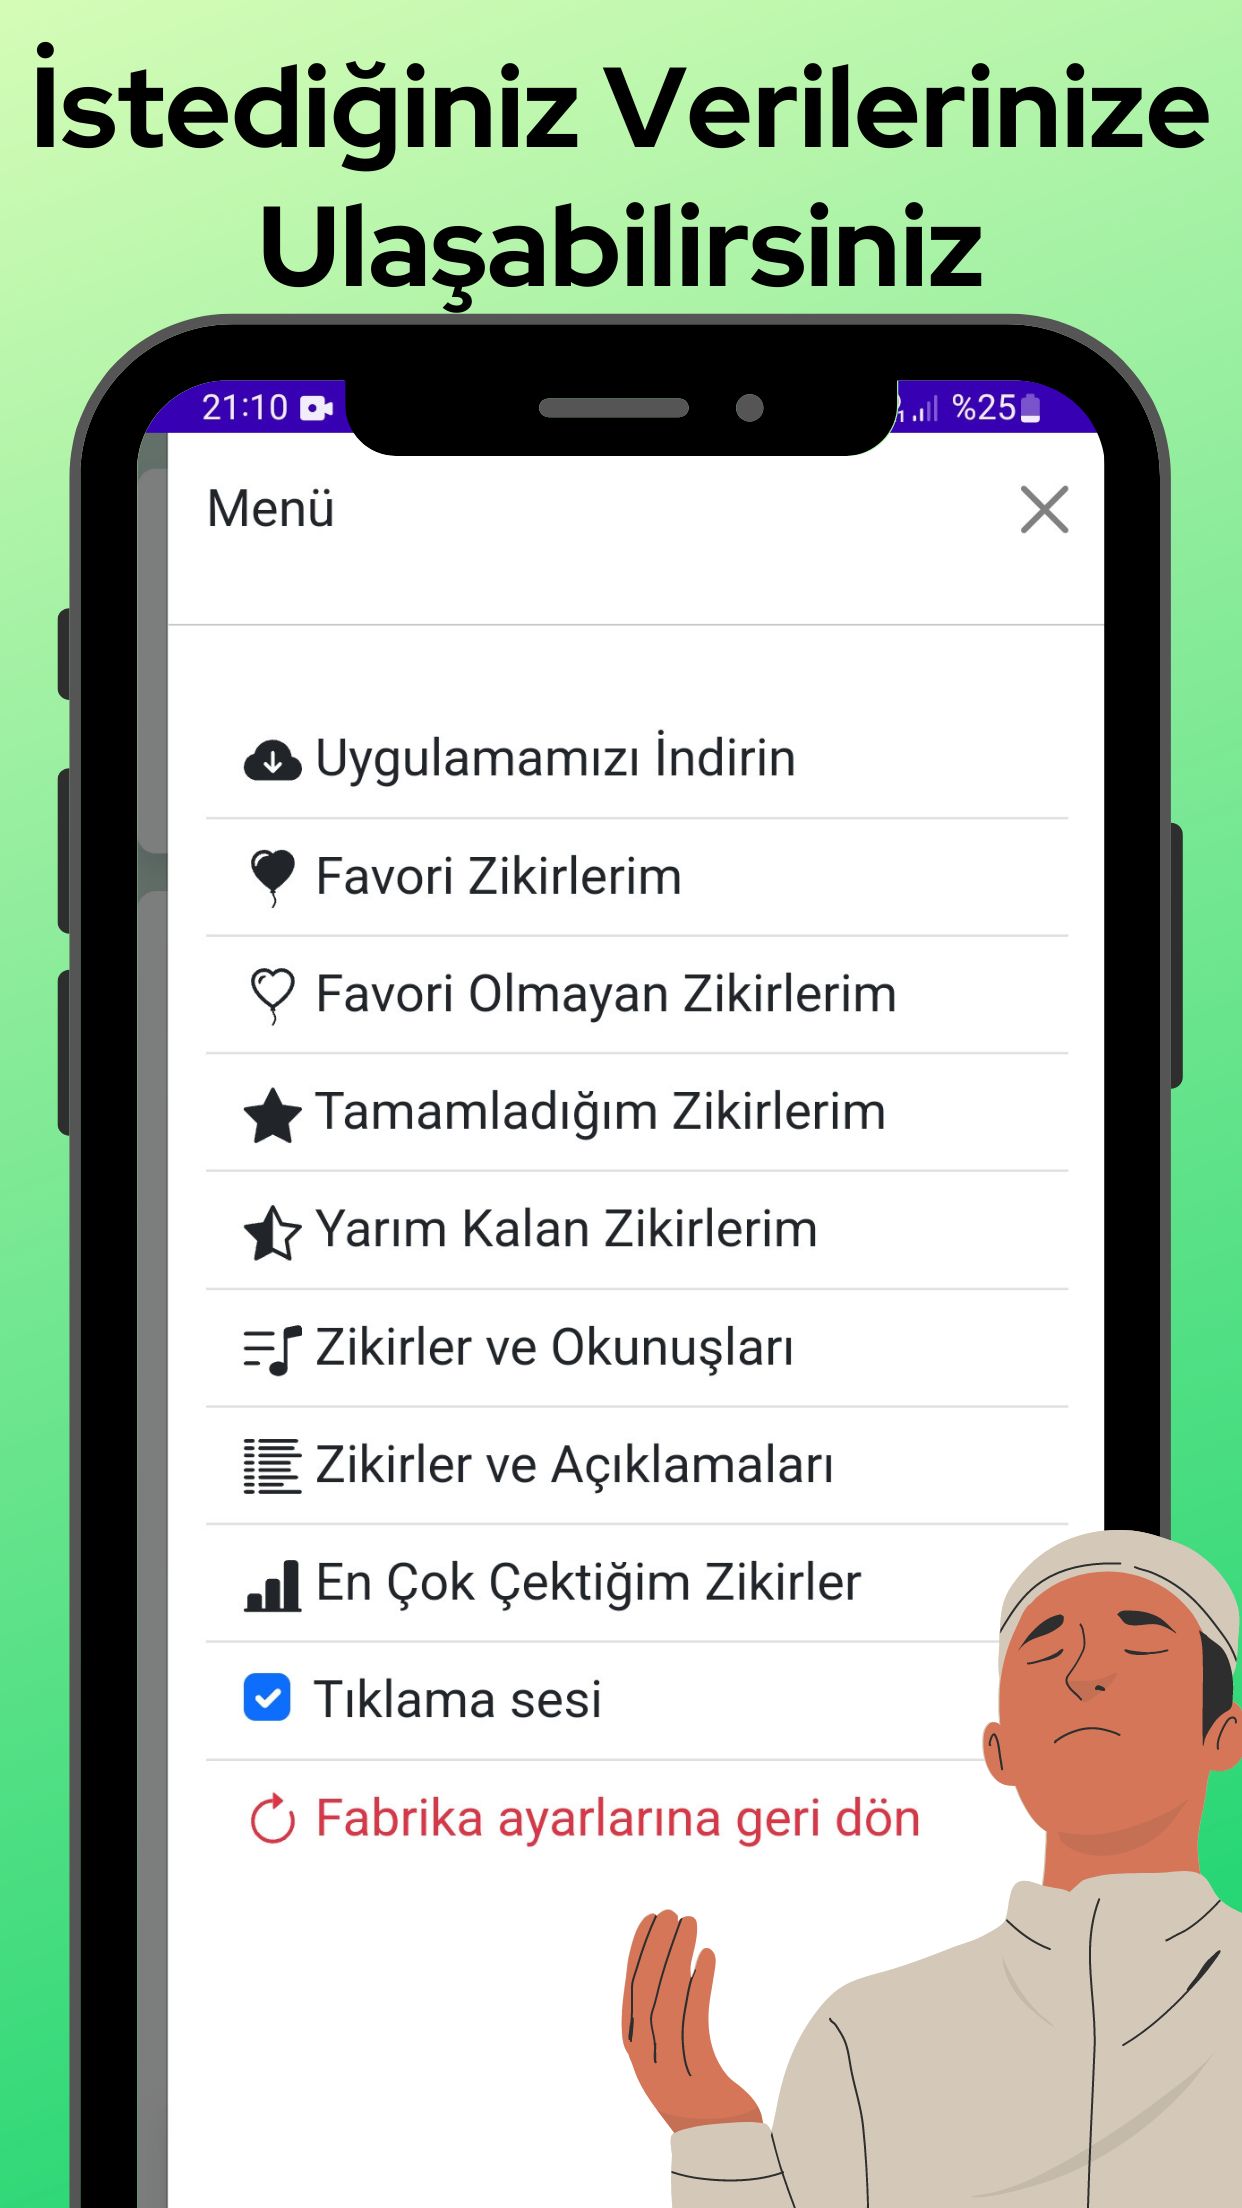 İstediğiniz Verilerinize
Ulaşabilirsiniz
21:10 %25
Menü
Uygulamamızı İndirin
Favori Zikirlerim
Favori Olmayan Zikirlerim
Tamamladığım Zikirlerim
Yarım Kalan Zikirlerim
Zikirler ve Okunuşları
Zikirler ve Açıklamaları
En Çok Çektiğim Zikirler
Tıklama sesi
Fabrika ayarlarına geri dön